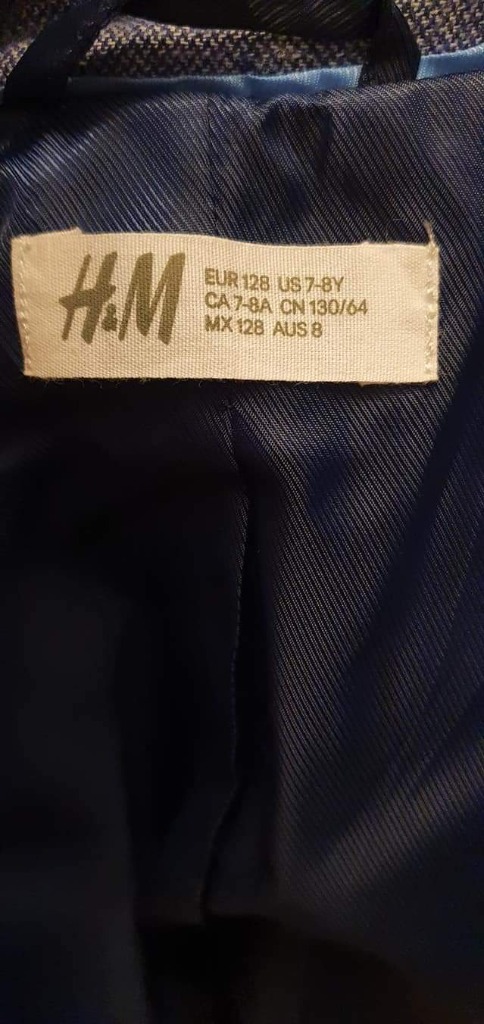 H&M
EUR 128 US 7-8Y
CA 7-8A CN 130/64
MX 128 AUS 8